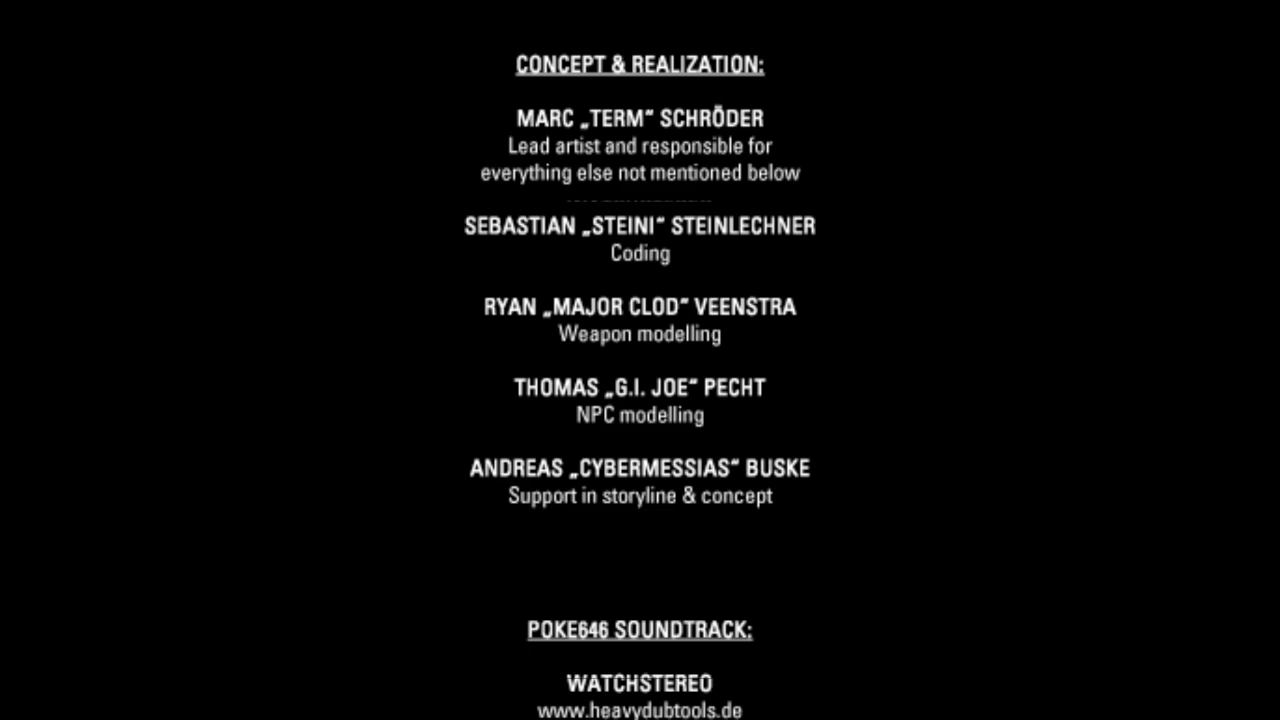 CONCEPT & REALIZATION:
MARC „TERM“ SCHRÖDER
Lead artist and responsible for
everything else not mentioned below
SEBASTIAN „STEINI“ STEINLECHNER
Coding
RYAN „MAJOR CLOD“ VEENSTRA
Weapon modelling
THOMAS „G.I. JOE“ PECHT
NPC modelling
ANDREAS „CYBERMESSIAS“ BUSKE
Support in storyline & concept
POKE646 SOUNDTRACK:
WATCHSTEREO
www.heavydubtools.de